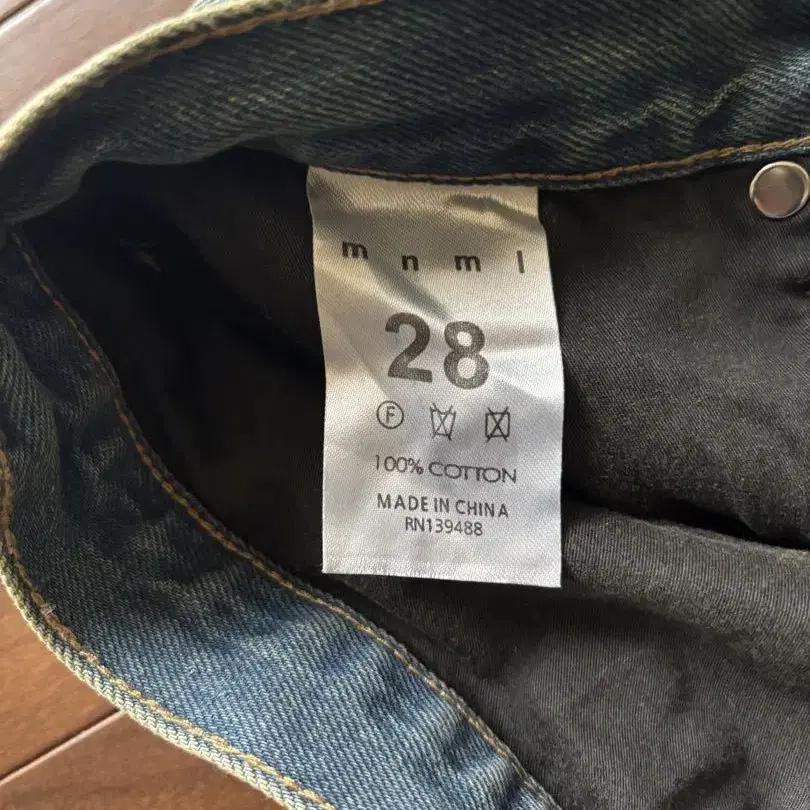 m n m l
28
F
100% COTTON
MADE IN CHINA
RN139488